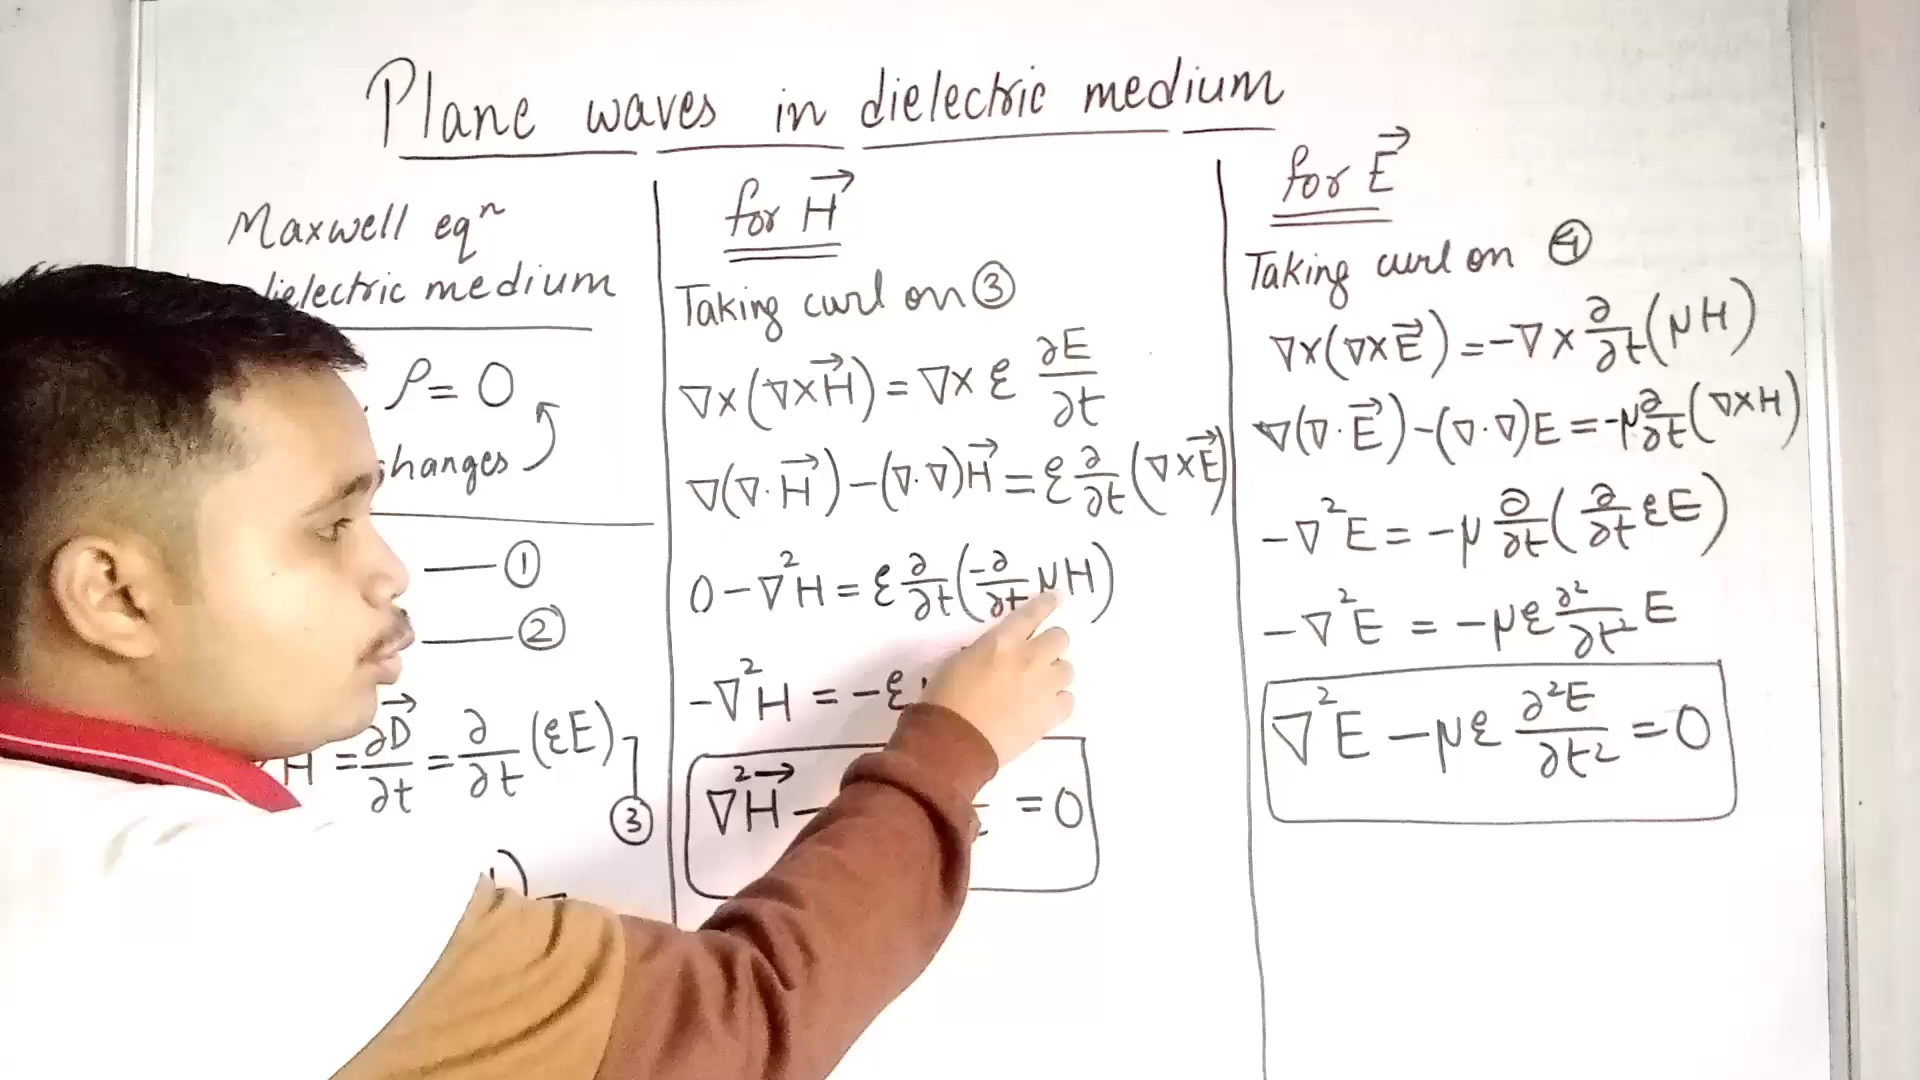 Plane waves in dielectric medium
Maxwell eqⁿ
dielectric medium
ρ = 0
changes
—— ①
—— ②
H = ∂D⃗/∂t = ∂/∂t (εE)
③
for H⃗
Taking curl on ③
∇×(∇×H⃗) = ∇× ε ∂E/∂t
∇(∇·H⃗) – (∇·∇)H⃗ = ε ∂/∂t (∇×E⃗)
0 – ∇²H = ε ∂/∂t (-∂/∂t μH)
-∇²H = -ε
∇²H⃗ – = 0
for E⃗
Taking curl on ④
∇×(∇×E⃗) = -∇× ∂/∂t (μH)
∇(∇·E⃗) – (∇·∇)E = -μ ∂/∂t (∇×H)
-∇²E = -μ ∂/∂t (∂/∂t εE)
-∇²E = -με ∂²/∂t² E
∇²E – με ∂²E/∂t² = 0